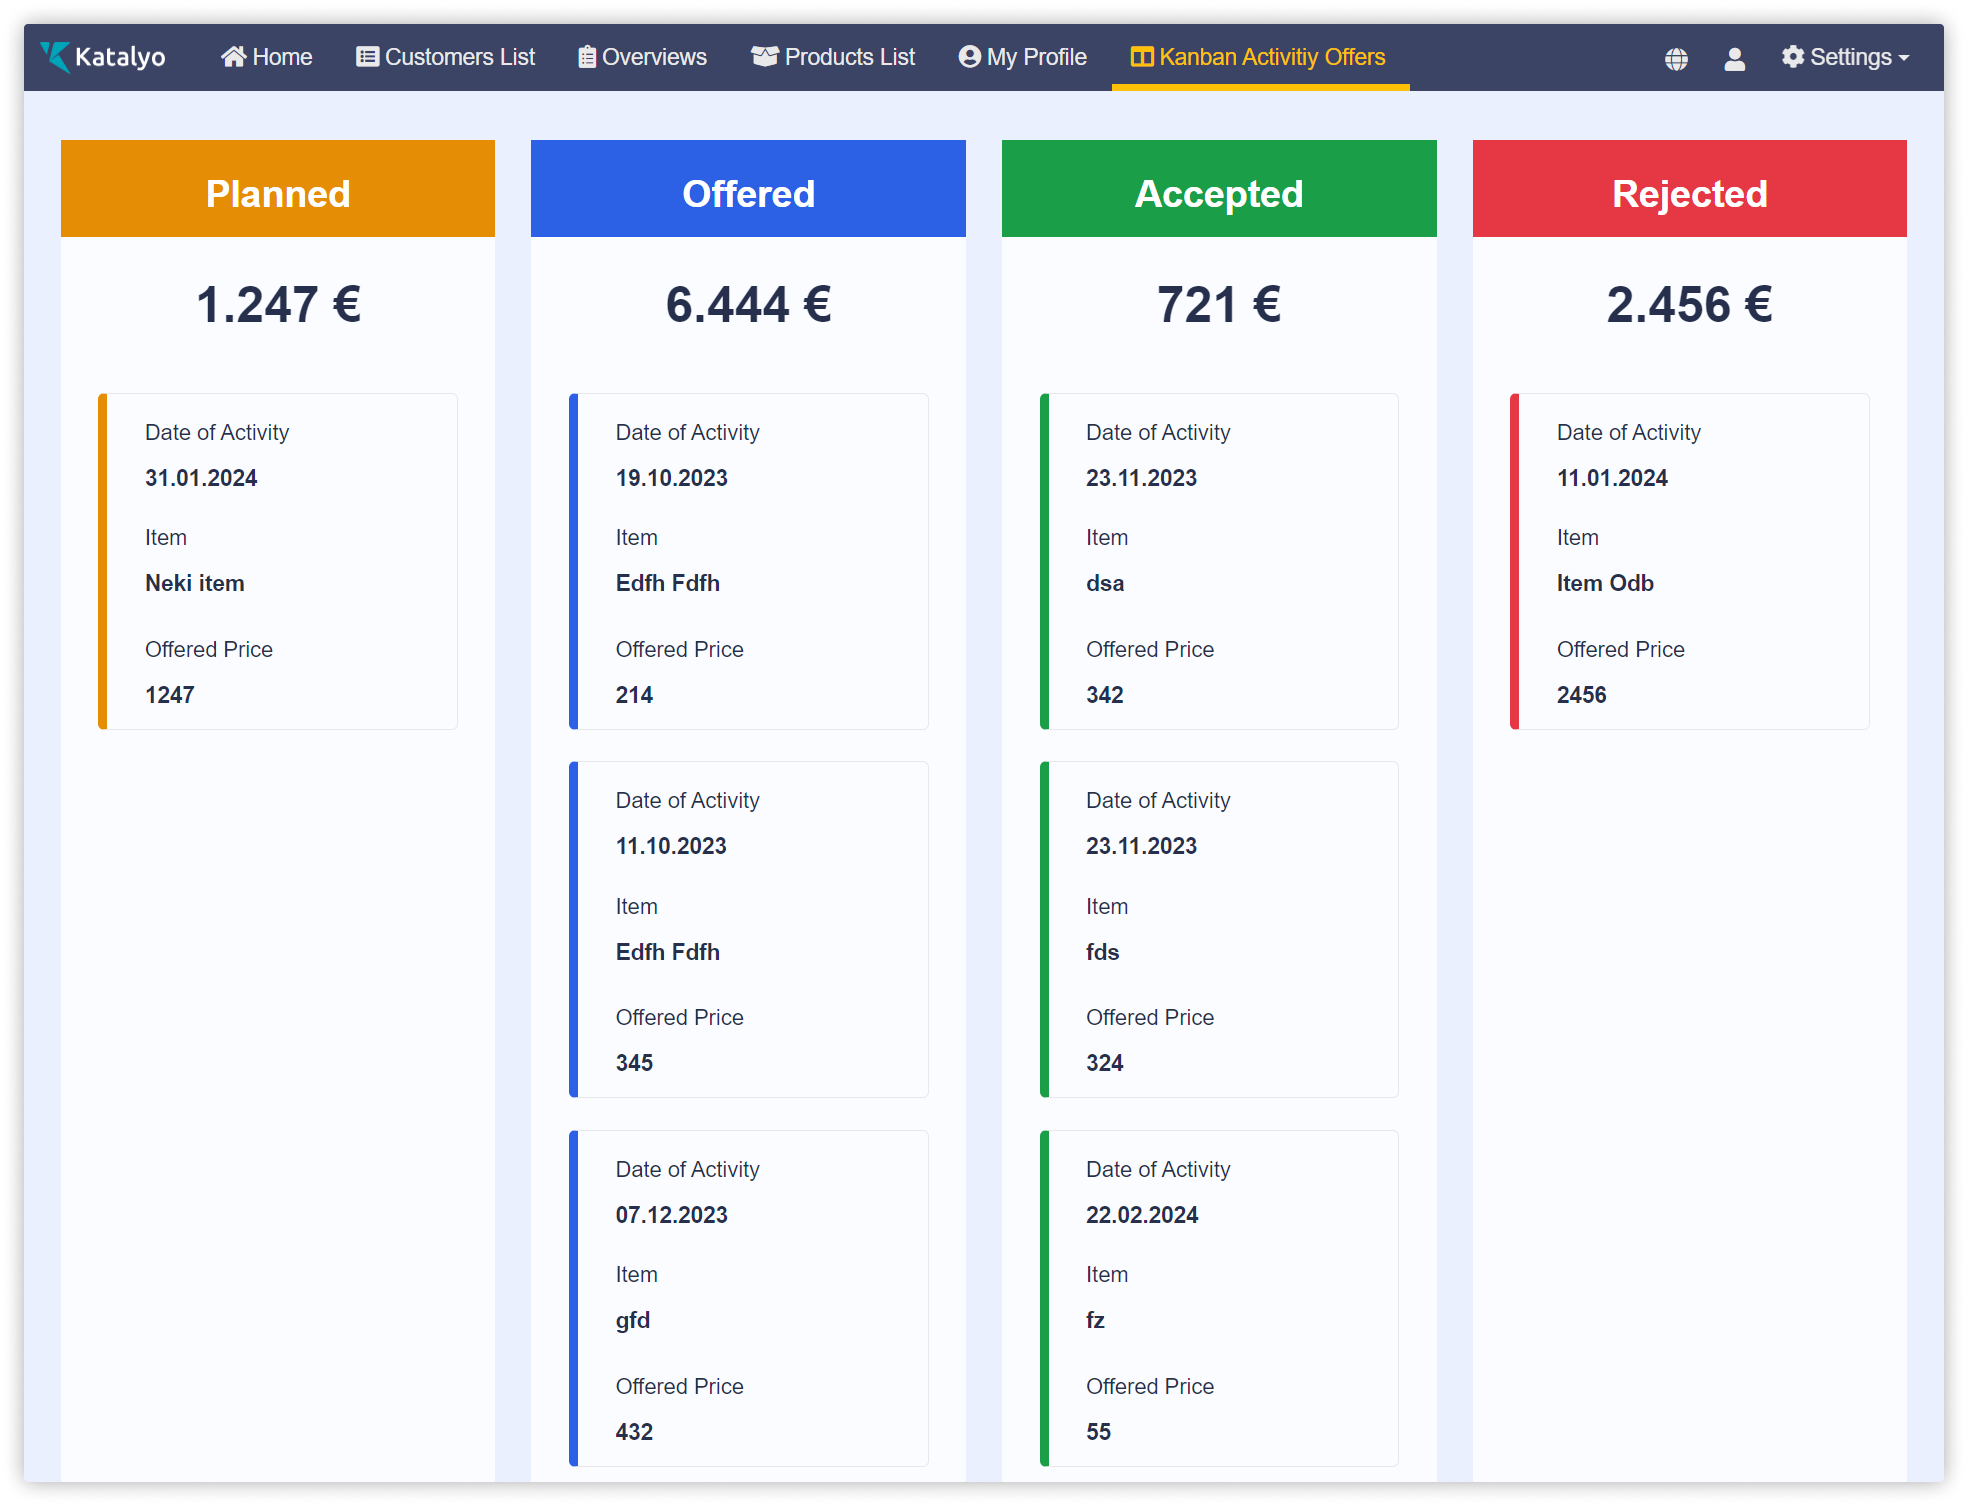 Katalyo
Home
Customers List
Overviews
Products List
My Profile
Kanban Activitiy Offers
Settings
Planned
1.247 €
Date of Activity
31.01.2024
Item
Neki item
Offered Price
1247
Offered
6.444 €
Date of Activity
19.10.2023
Item
Edfh Fdfh
Offered Price
214
Date of Activity
11.10.2023
Item
Edfh Fdfh
Offered Price
345
Date of Activity
07.12.2023
Item
gfd
Offered Price
432
Accepted
721 €
Date of Activity
23.11.2023
Item
dsa
Offered Price
342
Date of Activity
23.11.2023
Item
fds
Offered Price
324
Date of Activity
22.02.2024
Item
fz
Offered Price
55
Rejected
2.456 €
Date of Activity
11.01.2024
Item
Item Odb
Offered Price
2456